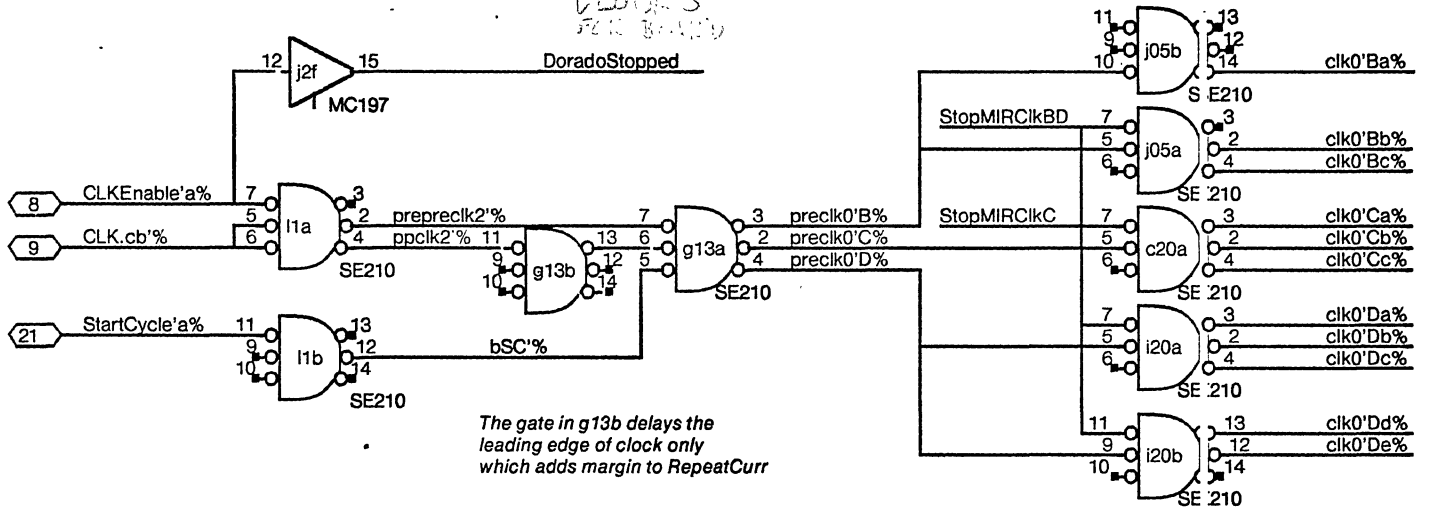 11 13
9 j05b 12
12 j2f 15 DoradoStopped 10 14 clk0'Ba%
MC197 SE210
StopMIRClkBD 7 3
5 j05a 2 clk0'Bb%
6 4 clk0'Bc%
8 CLKEnable'a% 7 3 SE210
5 l1a 2 prepreclk2'% 7 3 preclk0'B% StopMIRClkC 7 3 clk0'Ca%
9 CLK.cb'% 6 4 ppclk2'% 11 13 6 g13a 2 preclk0'C% 5 c20a 2 clk0'Cb%
SE210 9 g13b 12 5 4 preclk0'D% 6 4 clk0'Cc%
10 14 SE210 SE210
21 StartCycle'a% 11 13 7 3 clk0'Da%
9 l1b 12 bSC'% 5 i20a 2 clk0'Db%
10 14 6 4 clk0'Dc%
SE210 SE210
The gate in g13b delays the
leading edge of clock only
which adds margin to RepeatCurr
11 13 clk0'Dd%
9 i20b 12 clk0'De%
10 14
SE210